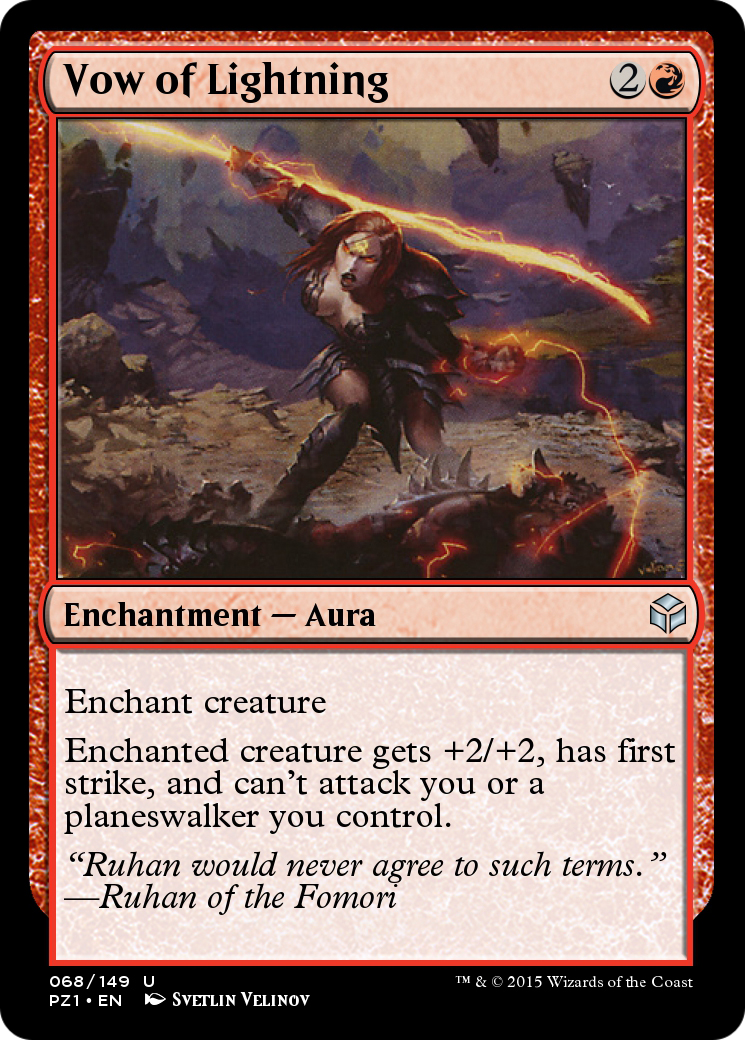 Vow of Lightning
2
Enchantment — Aura
Enchant creature
Enchanted creature gets +2/+2, has first
strike, and can't attack you or a
planeswalker you control.
“Ruhan would never agree to such terms.”
—Ruhan of the Fomori
068/149 U
™ & © 2015 Wizards of the Coast
PZ1 • EN Svetlin Velinov